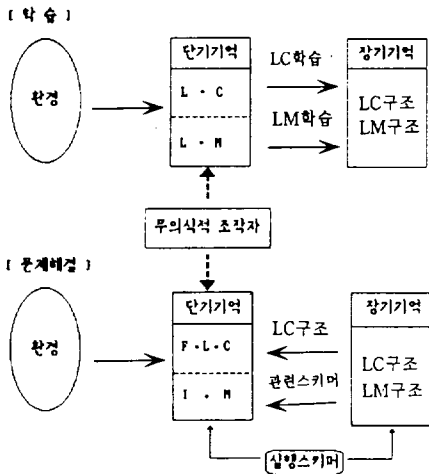 [ 학 습 ]
환경
단기기억
L · C
L · M
LC학습
LM학습
장기기억
LC구조
LM구조
무의식적 조작자
[ 문제해결 ]
환경
단기기억
F · L · C
I · M
LC구조
관련스키머
장기기억
LC구조
LM구조
실행스키머